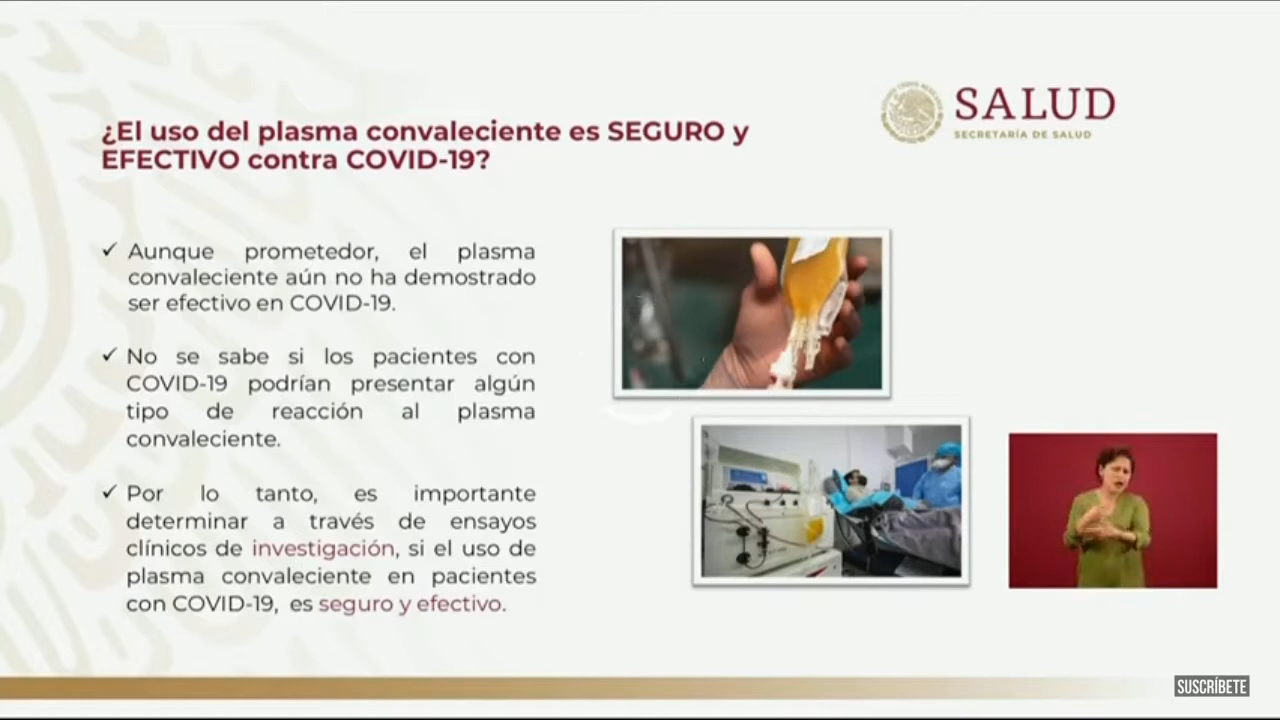 ¿El uso del plasma convaleciente es SEGURO y
EFECTIVO contra COVID-19?
SALUD
SECRETARÍA DE SALUD
✓ Aunque prometedor, el plasma
convaleciente aún no ha demostrado
ser efectivo en COVID-19.
✓ No se sabe si los pacientes con
COVID-19 podrían presentar algún
tipo de reacción al plasma
convaleciente.
✓ Por lo tanto, es importante
determinar a través de ensayos
clínicos de investigación, si el uso de
plasma convaleciente en pacientes
con COVID-19, es seguro y efectivo.
SUSCRÍBETE